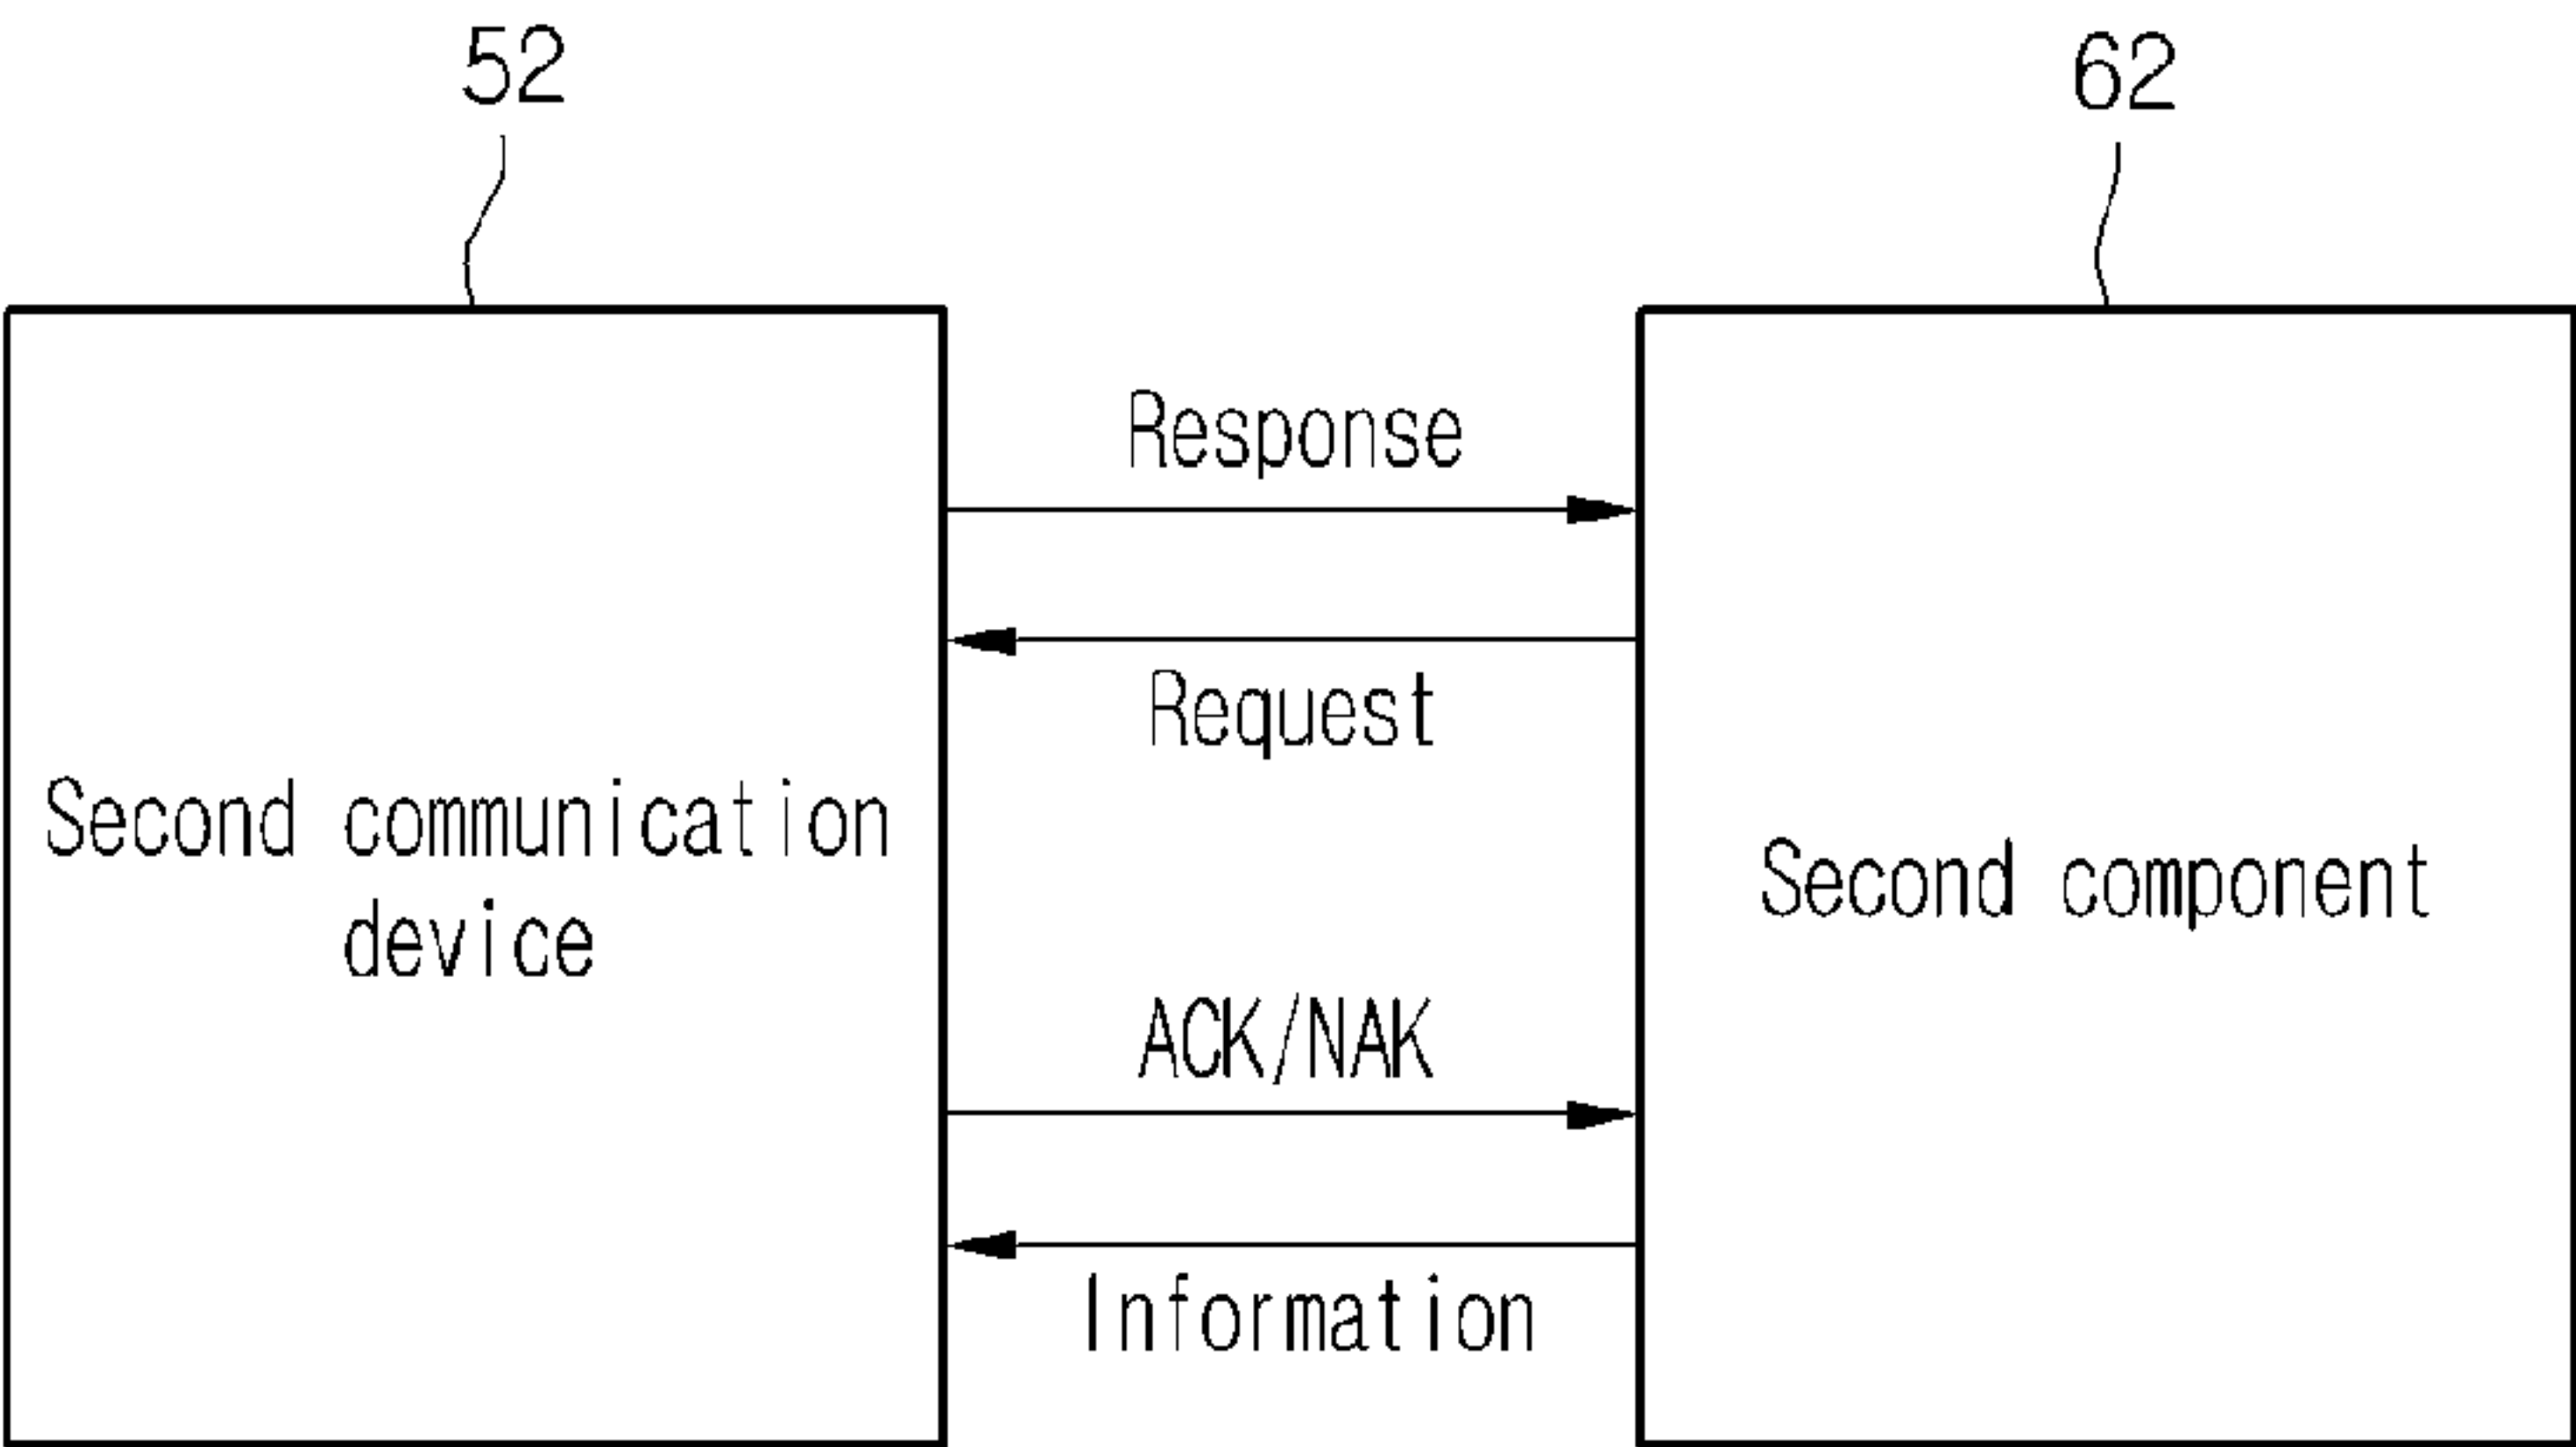 52
62
Response
Request
Second communication
device
Second component
ACK/NAK
Information